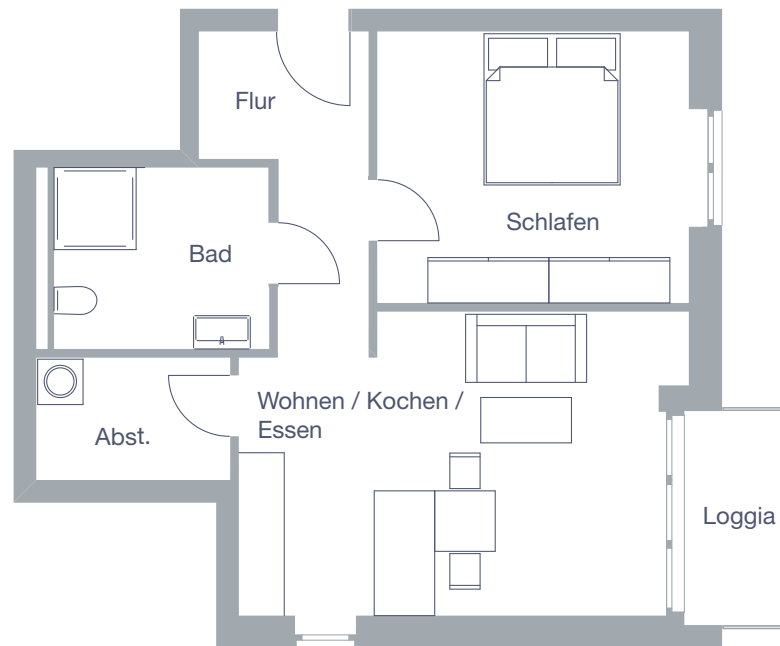 Flur
Schlafen
Bad
Wohnen / Kochen /
Essen
Abst.
Loggia